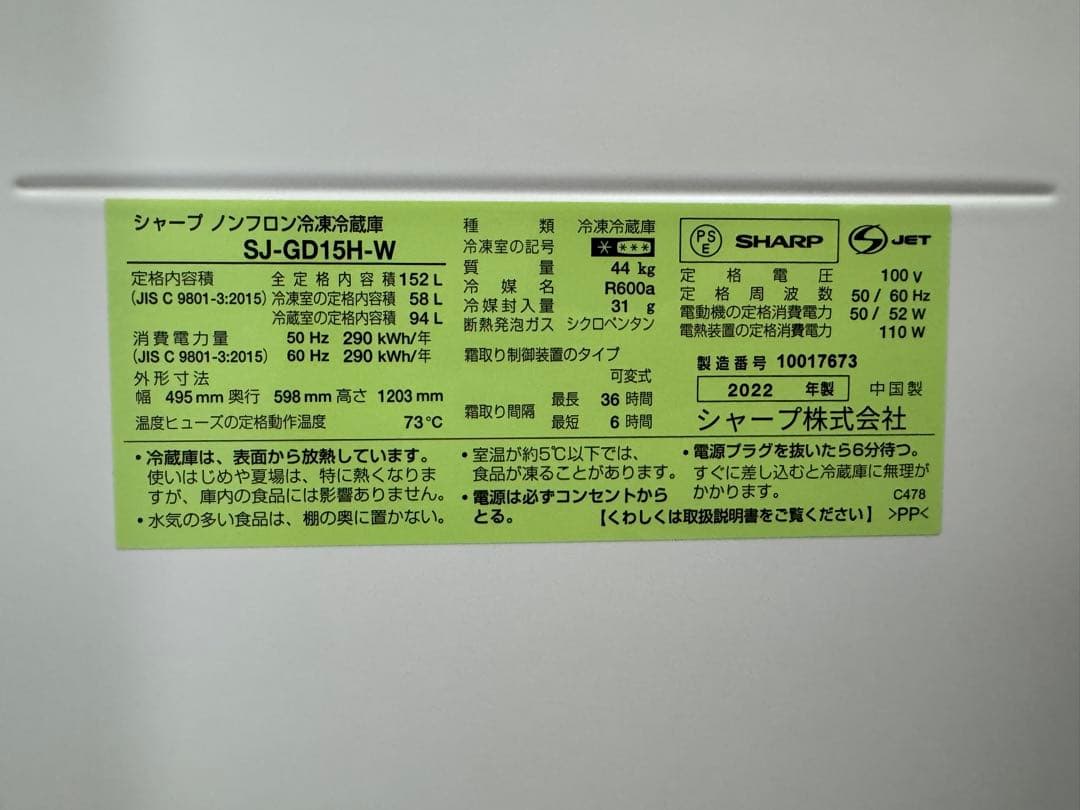 シャープ ノンフロン冷凍冷蔵庫
SJ-GD15H-W
定格内容積 全定格内容積 152 L
(JIS C 9801-3:2015) 冷凍室の定格内容積 58 L
冷蔵室の定格内容積 94 L
消費電力量 50 Hz 290 kWh/年
(JIS C 9801-3:2015) 60 Hz 290 kWh/年
外形寸法
幅 495 mm 奥行 598 mm 高さ 1203 mm
温度ヒューズの定格動作温度 73 ℃
種類 冷凍冷蔵庫
冷凍室の記号 * ***
質量 44 kg
冷媒名 R600a
冷媒封入量 31 g
断熱発泡ガス シクロペンタン
霜取り制御装置のタイプ
可変式
霜取り間隔 最長 36 時間
最短 6 時間
PSE SHARP S JET
定格電圧 100 V
定格周波数 50 / 60 Hz
電動機の定格消費電力 50 / 52 W
電熱装置の定格消費電力 110 W
製造番号 10017673
2022 年製 中国製
シャープ株式会社
・冷蔵庫は、表面から放熱しています。
使いはじめや夏場は、特に熱くなりま
すが、庫内の食品には影響ありません。
・水気の多い食品は、棚の奥に置かない。
・室温が約5℃以下では、
食品が凍ることがあります。
・電源は必ずコンセントから
とる。
・電源プラグを抜いたら6分待つ。
すぐに差し込むと冷蔵庫に無理が
かかります。 C478
【くわしくは取扱説明書をご覧ください】 >PP<